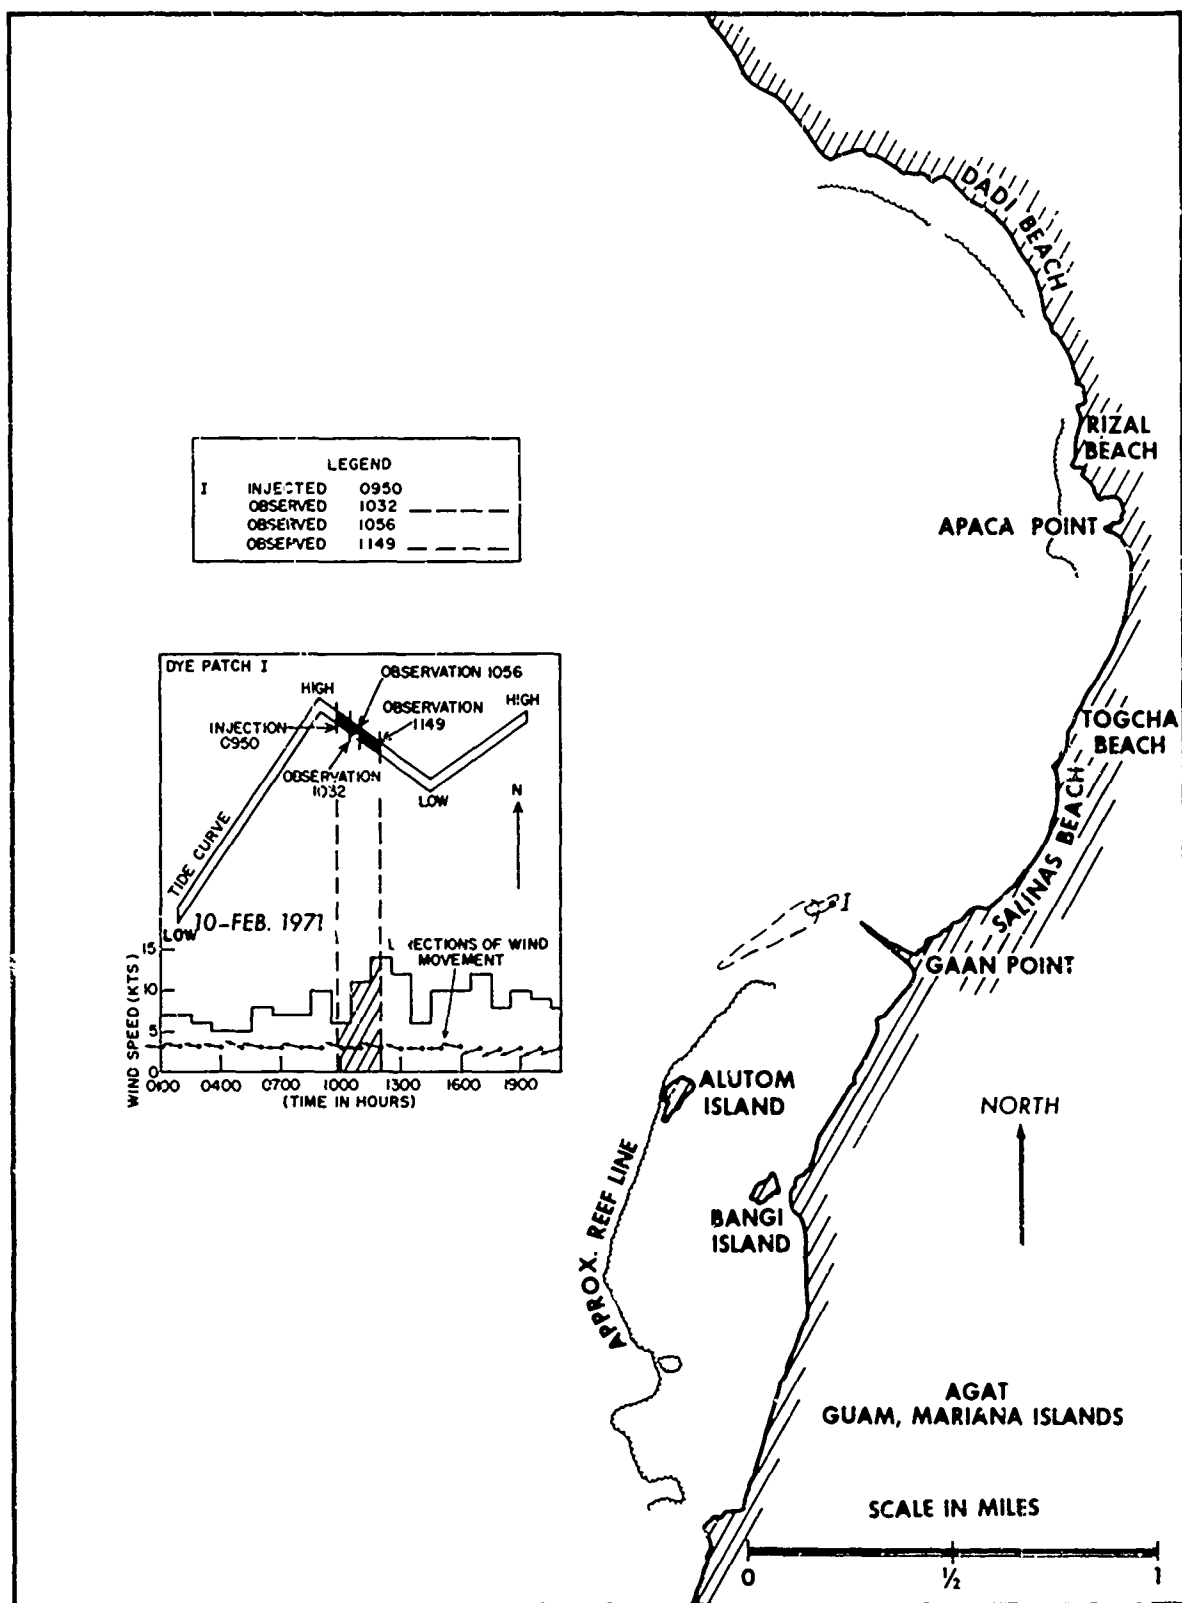 DADI BEACH
RIZAL
BEACH
LEGEND
I INJECTED 0950
OBSERVED 1032
OBSERVED 1056
OBSERVED 1149
APACA POINT
DYE PATCH I
OBSERVATION 1056
HIGH
HIGH
OBSERVATION
1149
INJECTION
0950
OBSERVATION
1032
LOW
N
TIDE CURVE
LOW
10-FEB. 1971
RECTIONS OF WIND
MOVEMENT
WIND SPEED (KTS)
15
10
5
0
0100 0400 0700 1000 1300 1600 1900
(TIME IN HOURS)
TOGCHA
BEACH
SALINAS BEACH
I
GAAN POINT
ALUTOM
ISLAND
NORTH
APPROX. REEF LINE
BANGI
ISLAND
AGAT
GUAM, MARIANA ISLANDS
SCALE IN MILES
0 ½ 1